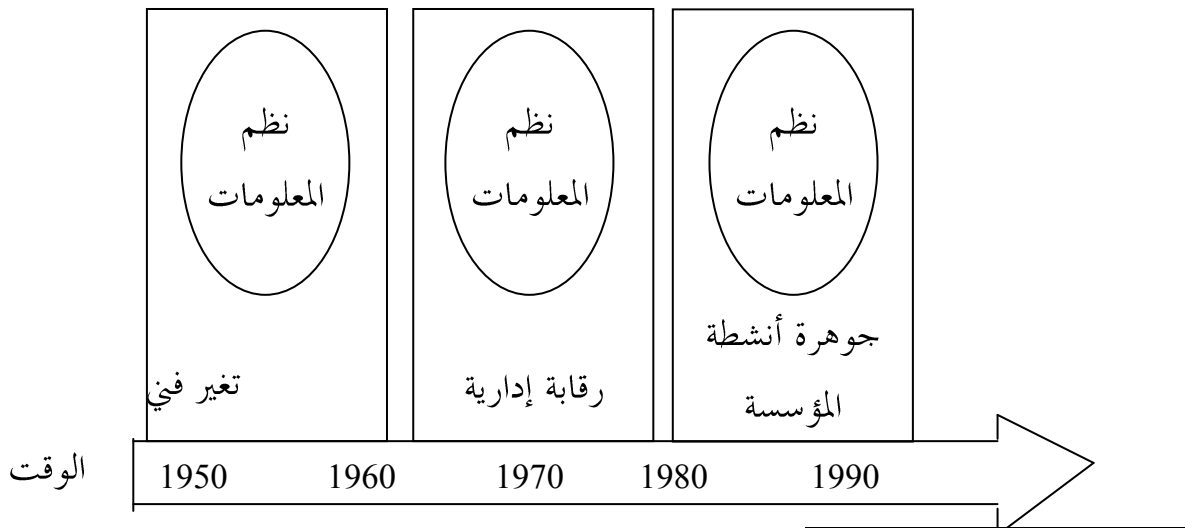 نظم
المعلومات
تغير فني
نظم
المعلومات
رقابة إدارية
نظم
المعلومات
جوهرة أنشطة
المؤسسة
الوقت 1950 1960 1970 1980 1990